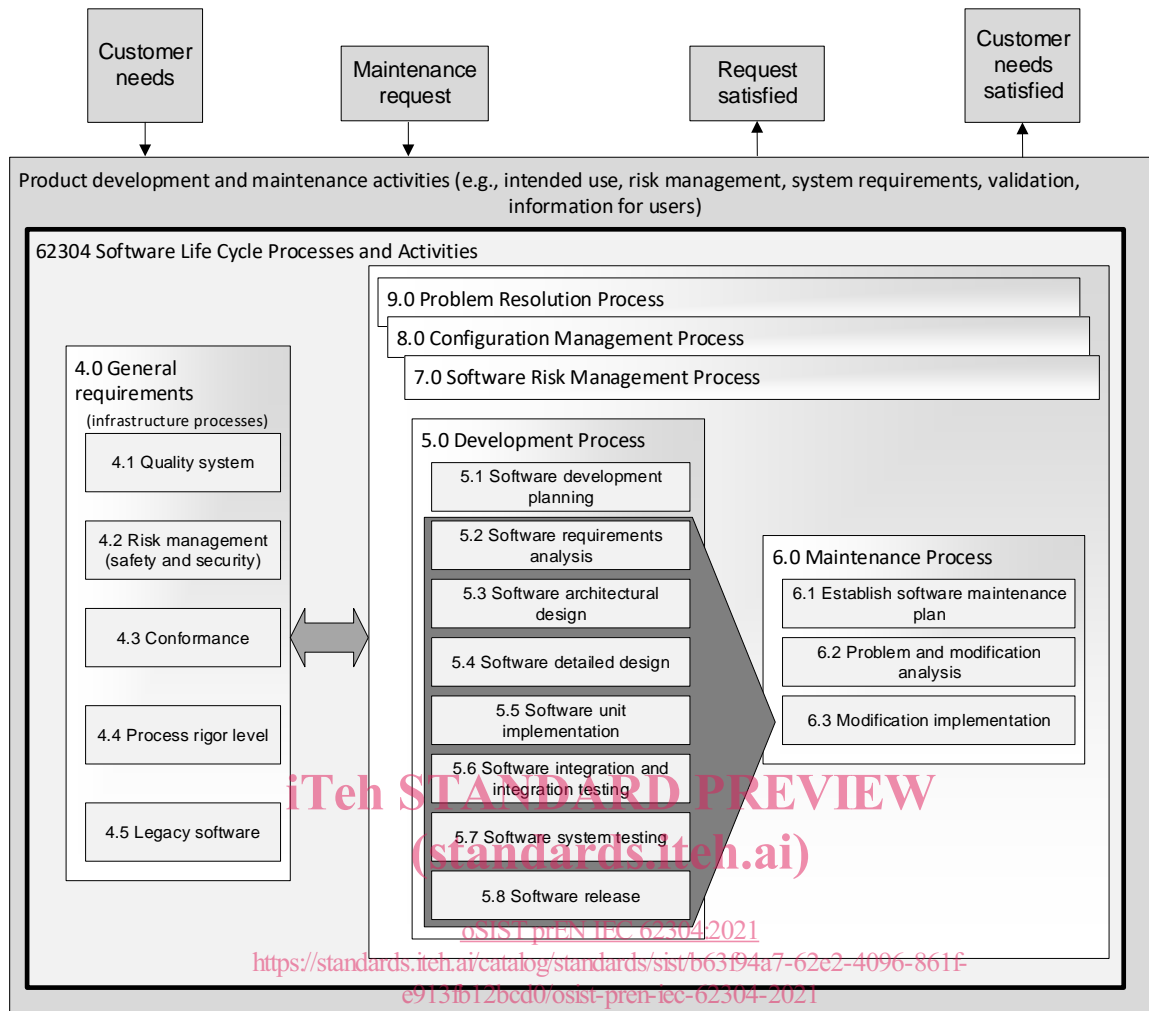 Customer
needs
Maintenance
request
Request
satisfied
Customer
needs
satisfied
Product development and maintenance activities (e.g., intended use, risk management, system requirements, validation,
information for users)
62304 Software Life Cycle Processes and Activities
9.0 Problem Resolution Process
8.0 Configuration Management Process
7.0 Software Risk Management Process
4.0 General
requirements
(infrastructure processes)
4.1 Quality system
4.2 Risk management
(safety and security)
4.3 Conformance
4.4 Process rigor level
4.5 Legacy software
5.0 Development Process
5.1 Software development
planning
5.2 Software requirements
analysis
5.3 Software architectural
design
5.4 Software detailed design
5.5 Software unit
implementation
5.6 Software integration and
integration testing
5.7 Software system testing
5.8 Software release
6.0 Maintenance Process
6.1 Establish software maintenance
plan
6.2 Problem and modification
analysis
6.3 Modification implementation
iTeh STANDARD PREVIEW
(standards.iteh.ai)
oSIST prEN IEC 62304:2021
https://standards.iteh.ai/catalog/standards/sist/b63f94a7-62e2-4096-861f-
e913fb12bcd0/osist-pren-iec-62304-2021